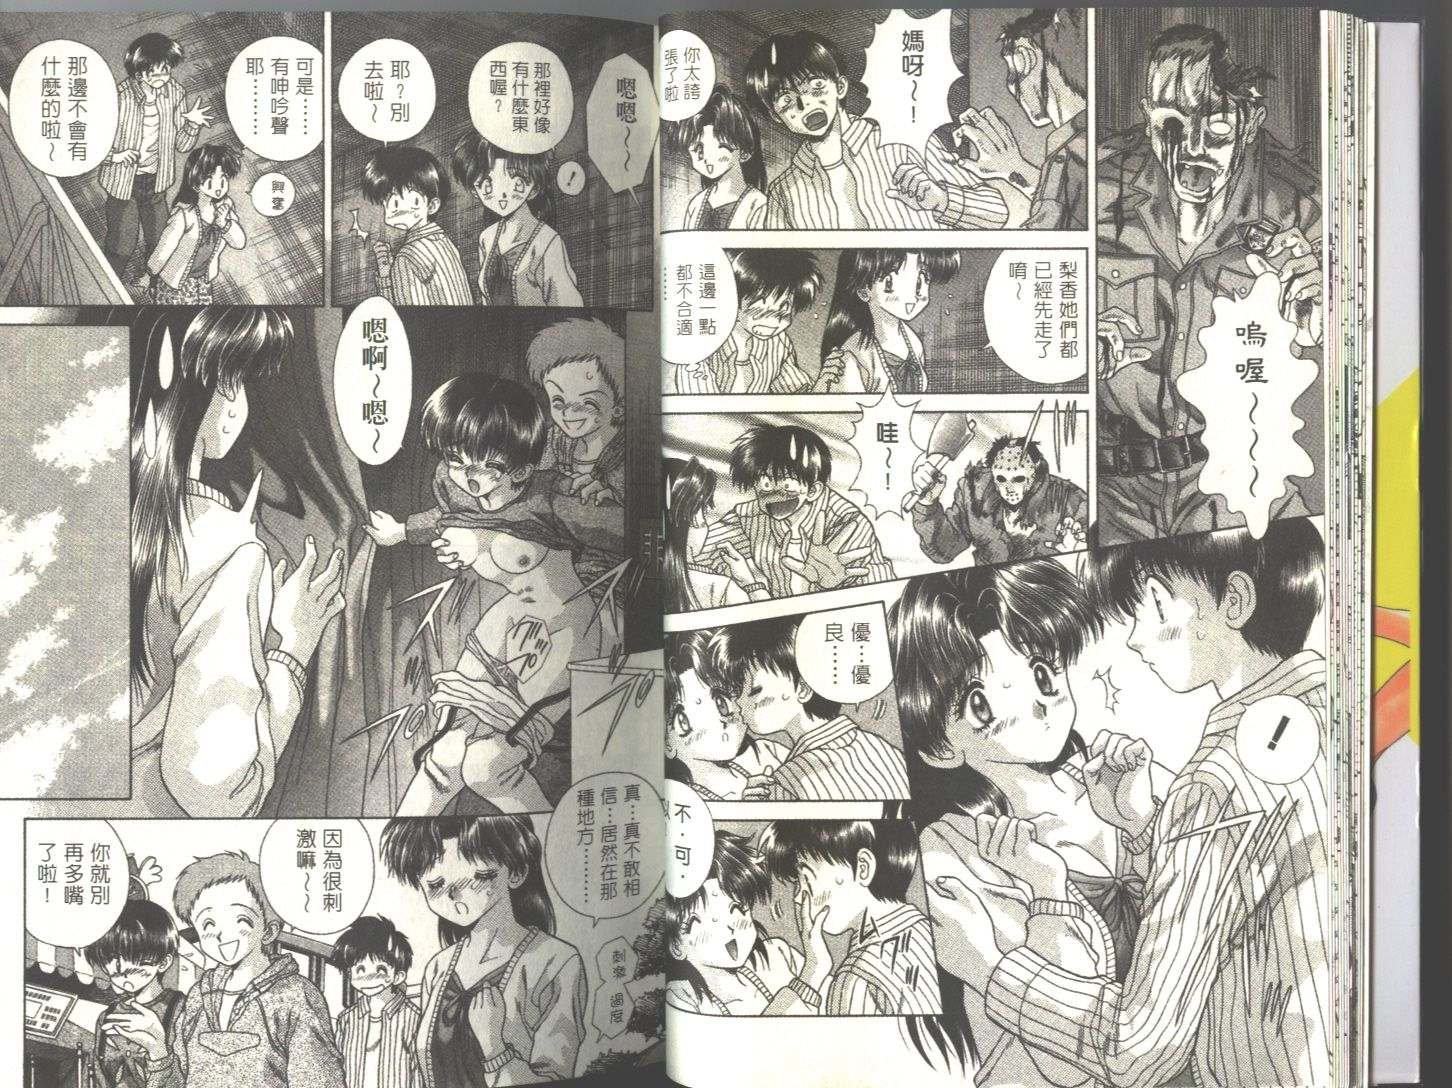 嗚喔～～～～
媽呀～！
你太誇
張了啦
梨香她們都
已經先走了
唷～
這邊一點
都不合適
………
哇～！
！
優…優
良……
不．可．
嗯嗯～
那裡好像
有什麼東
西喔？
！
耶？別
去啦～
可是……
有呻吟聲
耶………
興奮
那邊不會有
什麼的啦～
嗯啊～嗯～
真…真不敢相
信…居然在那
種地方………
刺激
過度
因為很刺
激嘛～～
你就別
再多嘴
了啦！